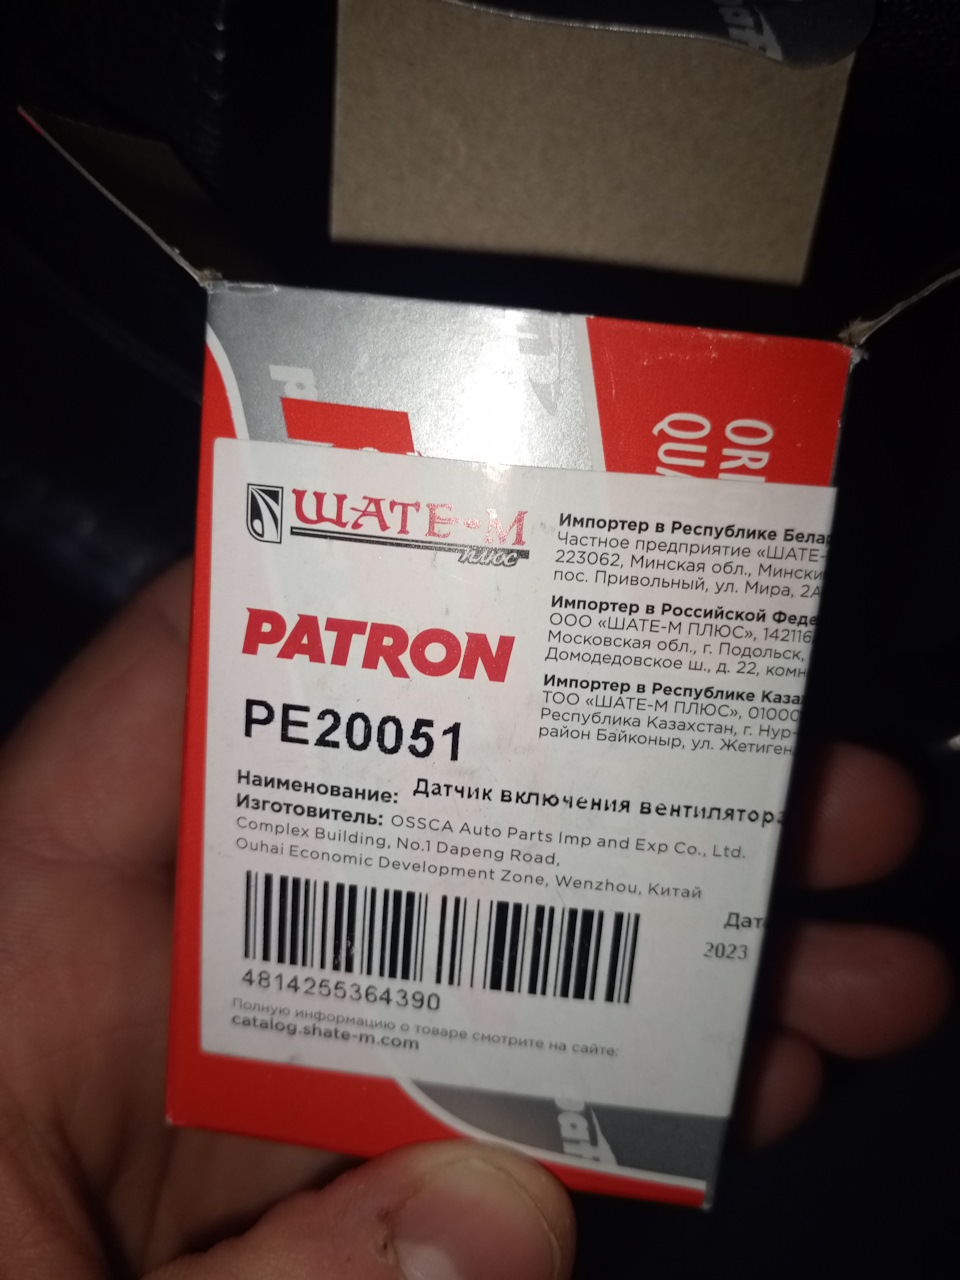 ШАТЕ-М
ПЛЮС
PATRON
PE20051
Наименование: Датчик включения вентилятора
Изготовитель: OSSCA Auto Parts Imp and Exp Co., Ltd.
Complex Building, No.1 Dapeng Road,
Ouhai Economic Development Zone, Wenzhou, Китай
4814255364390
Полную информацию о товаре смотрите на сайте:
catalog.shate-m.com
Импортер в Республике Бела
Частное предприятие «ШАТЕ-
223062, Минская обл., Мински
пос. Привольный, ул. Мира, 2А
Импортер в Российской Феде
ООО «ШАТЕ-М ПЛЮС», 142116
Московская обл., г. Подольск,
Домодедовское ш., д. 22, комн
Импортер в Республике Каза
ТОО «ШАТЕ-М ПЛЮС», 01000
Республика Казахстан, г. Нур-
район Байконыр, ул. Жетиген
Дат
2023
ORI
QUA